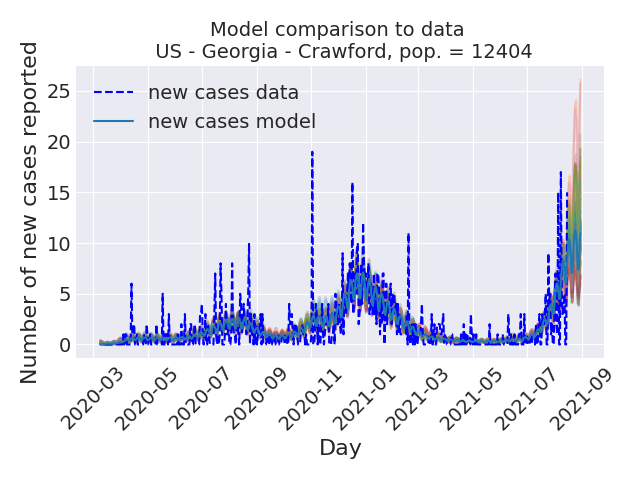 Model comparison to data
US - Georgia - Crawford, pop. = 12404
Number of new cases reported
25
20
15
10
5
0
new cases data
new cases model
2020-03
2020-05
2020-07
2020-09
2020-11
2021-01
2021-03
2021-05
2021-07
2021-09
Day